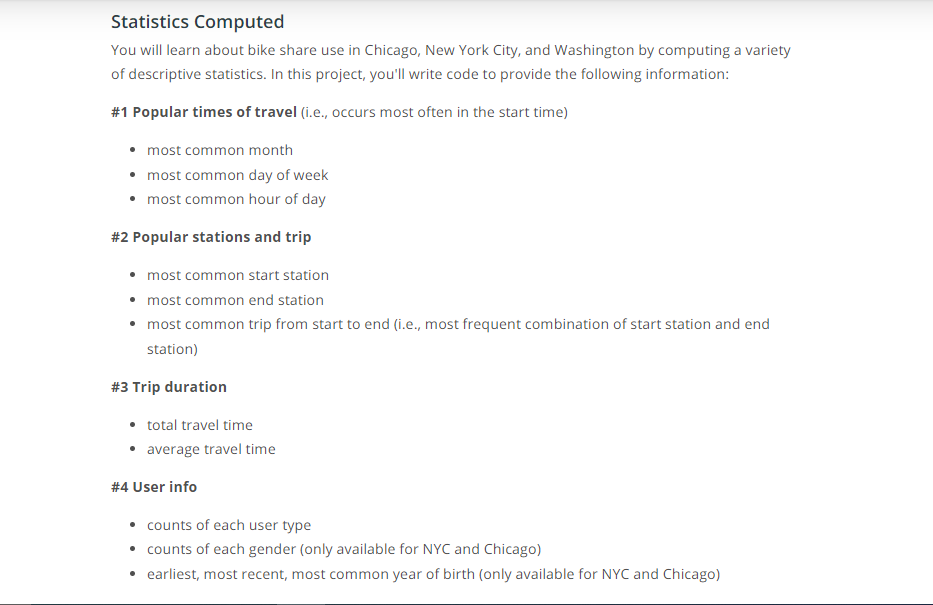 Statistics Computed
You will learn about bike share use in Chicago, New York City, and Washington by computing a variety
of descriptive statistics. In this project, you'll write code to provide the following information:
#1 Popular times of travel (i.e., occurs most often in the start time)
• most common month
• most common day of week
• most common hour of day
#2 Popular stations and trip
• most common start station
• most common end station
• most common trip from start to end (i.e., most frequent combination of start station and end
station)
#3 Trip duration
• total travel time
• average travel time
#4 User info
• counts of each user type
• counts of each gender (only available for NYC and Chicago)
• earliest, most recent, most common year of birth (only available for NYC and Chicago)